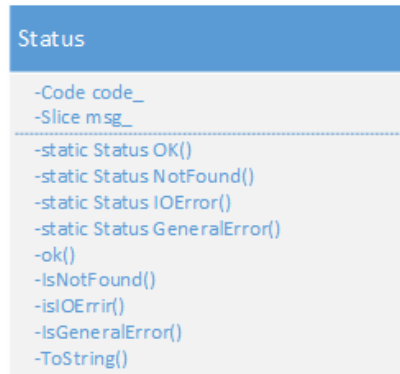 Status
-Code code_
-Slice msg_
-static Status OK()
-static Status NotFound()
-static Status IOError()
-static Status GeneralError()
-ok()
-IsNotFound()
-isIOErrir()
-IsGeneralError()
-ToString()